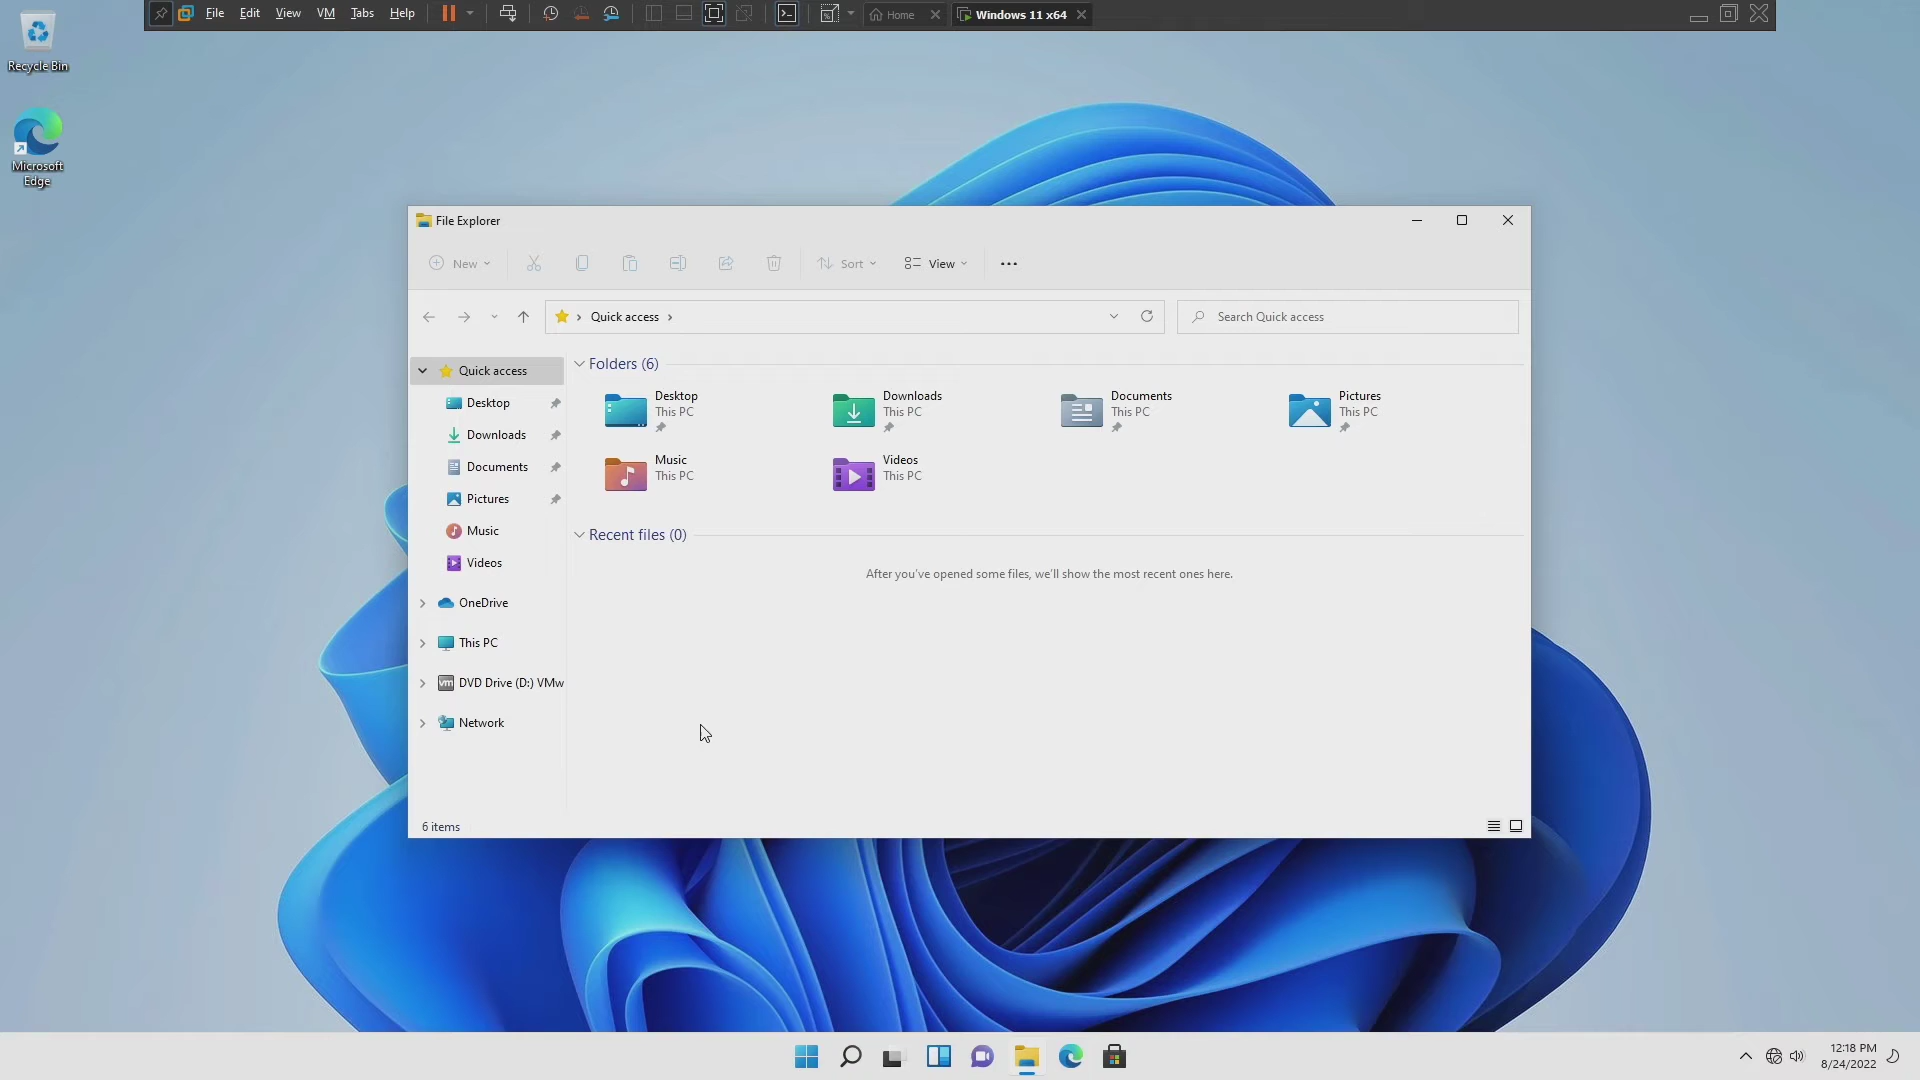 File Edit View VM Tabs Help
Home
Windows 11 x64
Recycle Bin
Microsoft
Edge
File Explorer
New
Sort
View
Quick access
Search Quick access
Quick access
Desktop
Downloads
Documents
Pictures
Music
Videos
OneDrive
This PC
DVD Drive (D:) VMw
Network
Folders (6)
Desktop
This PC
Downloads
This PC
Documents
This PC
Pictures
This PC
Music
This PC
Videos
This PC
Recent files (0)
After you've opened some files, we'll show the most recent ones here.
6 items
12:18 PM
8/24/2022